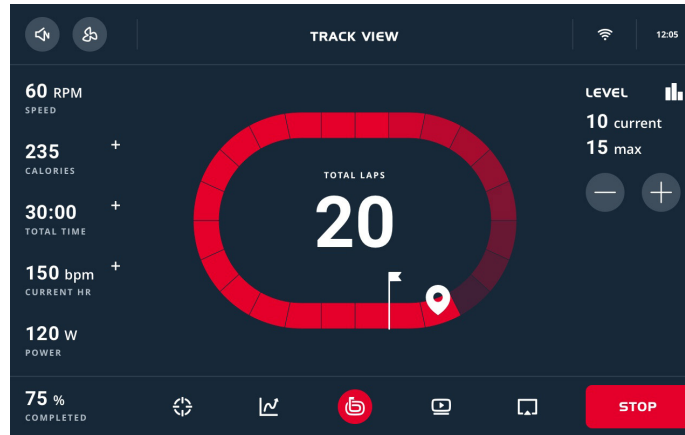 TRACK VIEW
12:05
60 RPM
SPEED
235 +
CALORIES
30:00 +
TOTAL TIME
150 bpm +
CURRENT HR
120 W
POWER
75 %
COMPLETED
TOTAL LAPS
20
LEVEL
10 current
15 max
STOP